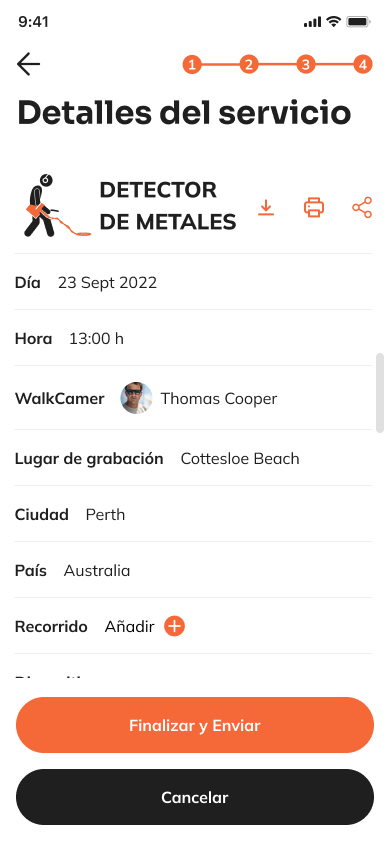 9:41
1 2 3 4
Detalles del servicio
DETECTOR
DE METALES
Día 23 Sept 2022
Hora 13:00 h
WalkCamer Thomas Cooper
Lugar de grabación Cottesloe Beach
Ciudad Perth
País Australia
Recorrido Añadir
Finalizar y Enviar
Cancelar